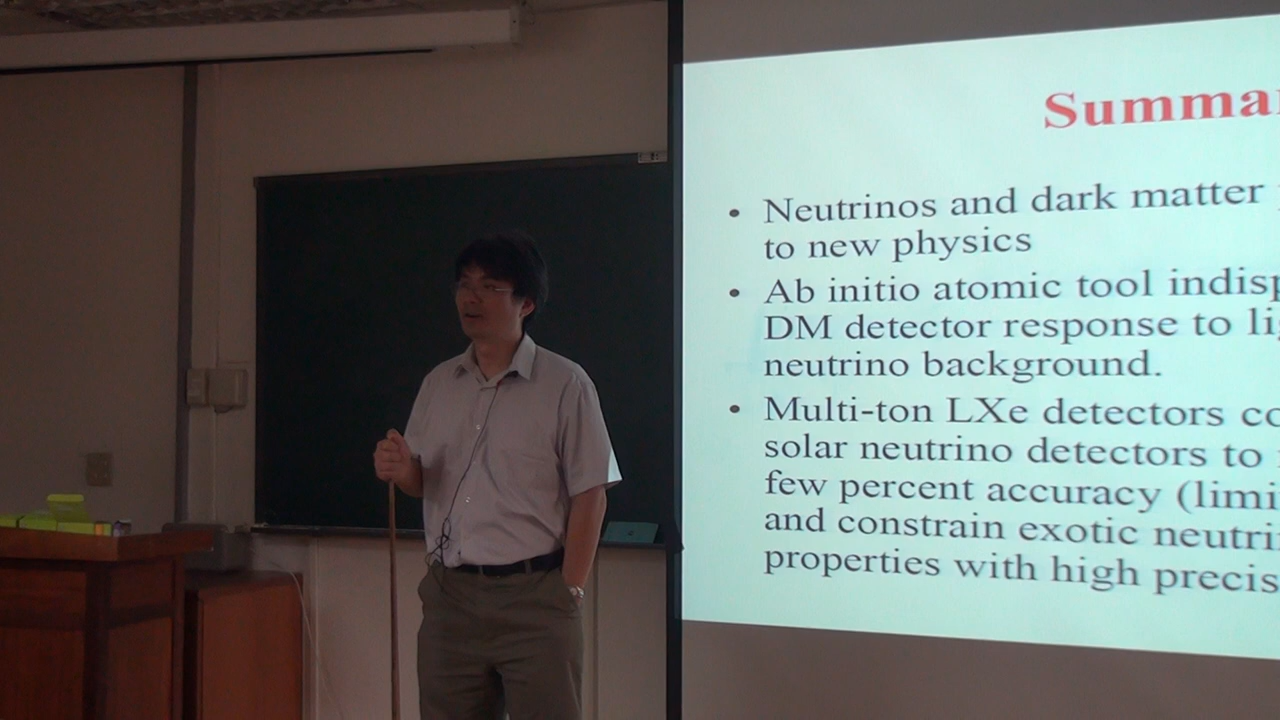 Summa
• Neutrinos and dark matter
to new physics
• Ab initio atomic tool indisp
DM detector response to li
neutrino background.
• Multi-ton LXe detectors co
solar neutrino detectors to
few percent accuracy (limi
and constrain exotic neutri
properties with high precis